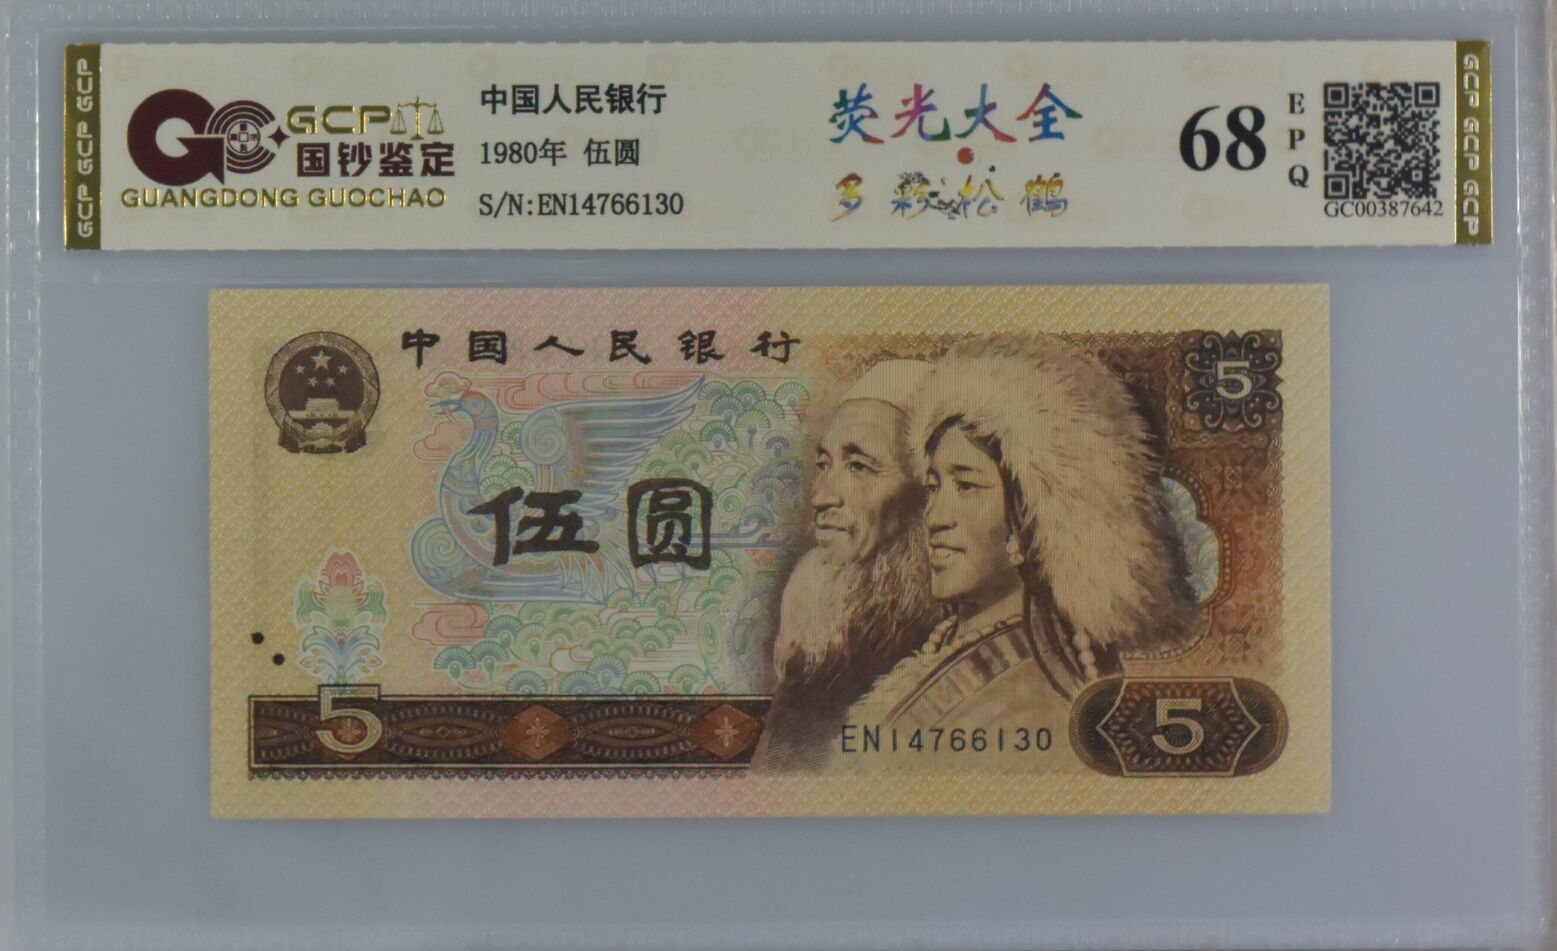 GCP GCP GCP
GCP
国钞鉴定
GUANGDONG GUOCHAO
中国人民银行
1980年 伍圆
S/N:EN14766130
荧光大全
多彩松鹤
68
EPQ
GC00387642
GCP GCP GCP
中国人民银行
5
伍圆
5
EN14766130
5